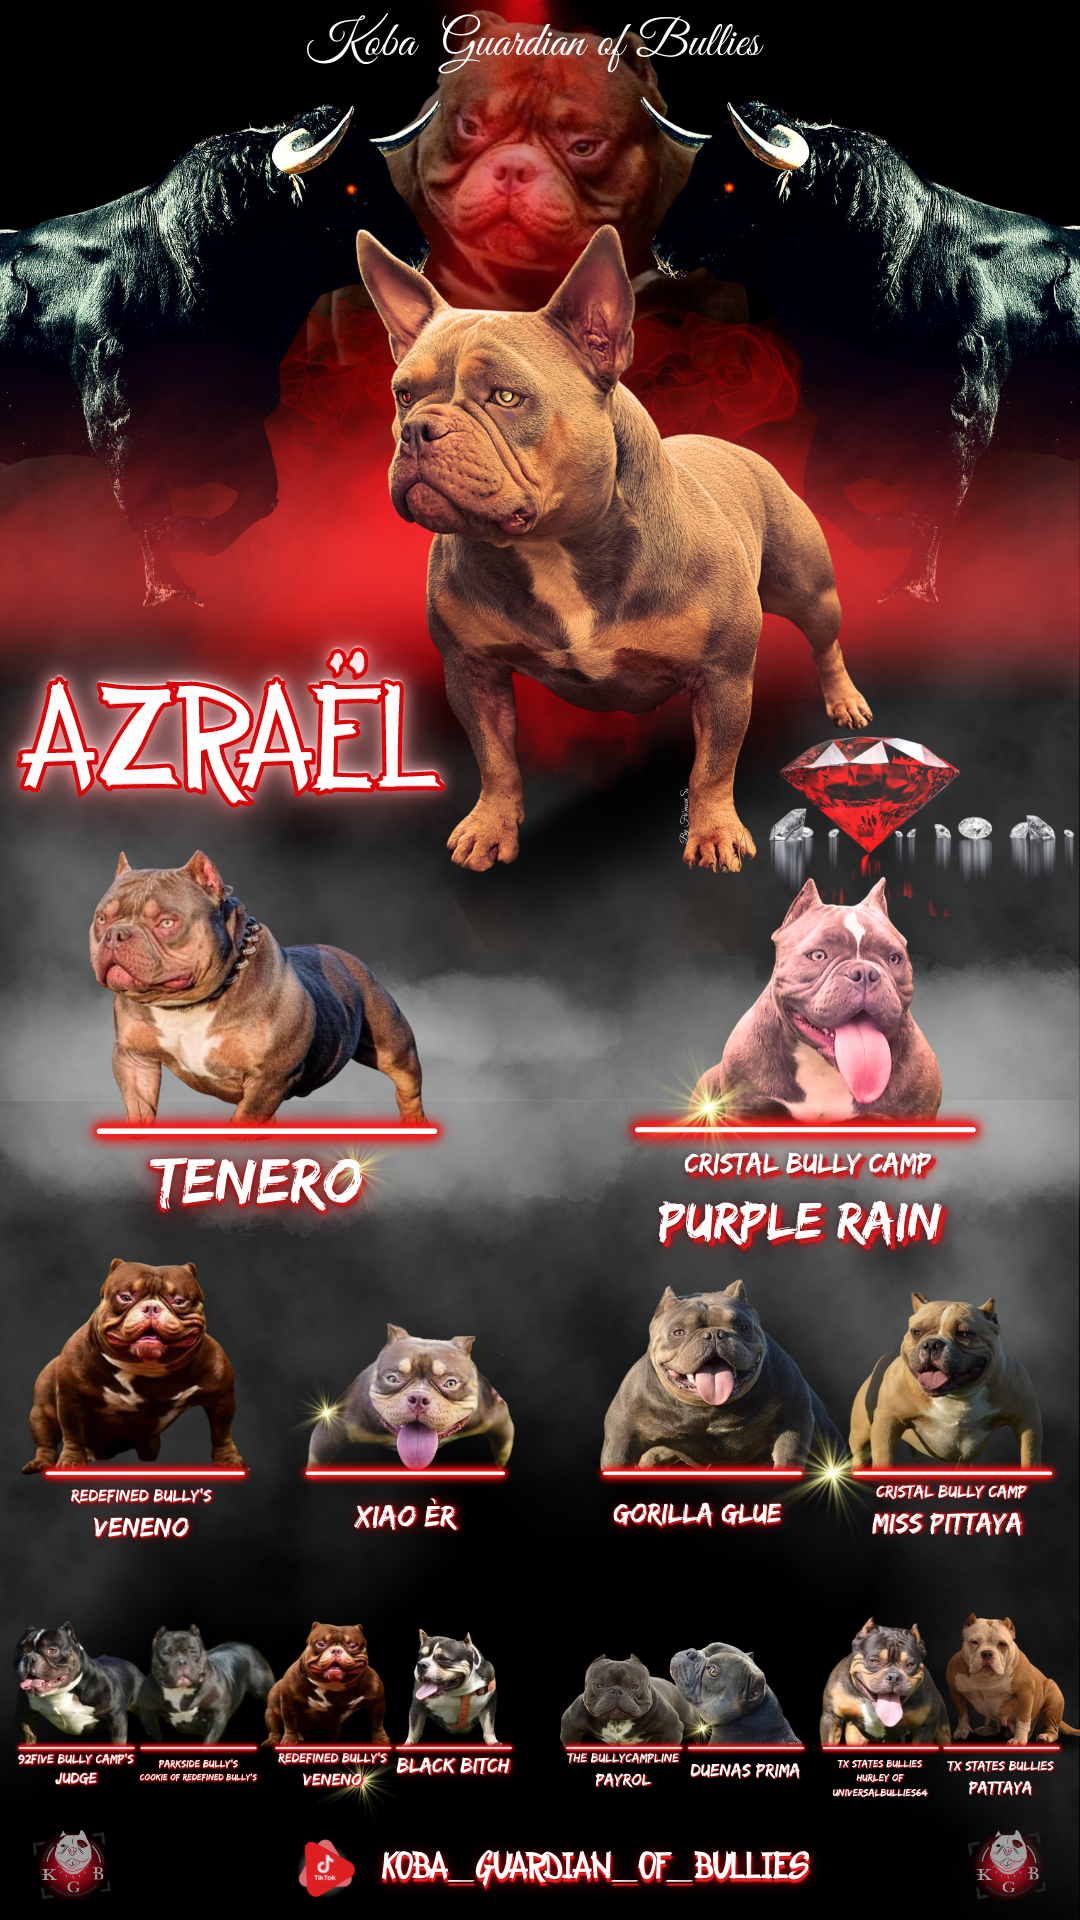 Koba Guardian of Bullies
AZRAËL
TENERO
CRISTAL BULLY CAMP
PURPLE RAIN
REDEFINED BULLY'S
VENENO
XIAO ÈR
GORILLA GLUE
CRISTAL BULLY CAMP
MISS PITTAYA
92FIVE BULLY CAMP'S
JUDGE
PARKSIDE BULLY'S
COOKIE OF REDEFINED BULLY'S
REDEFINED BULLY'S
VENENO
BLACK BITCH
THE BULLYCAMPLINE
PAYROL
DUENAS PRIMA
TX STATES BULLIES
HURLEY OF
UNIVERSALBULLIES64
TX STATES BULLIES
PATTAYA
K B
G
TikTok
KOBA_GUARDIAN_OF_BULLIES
K B
G